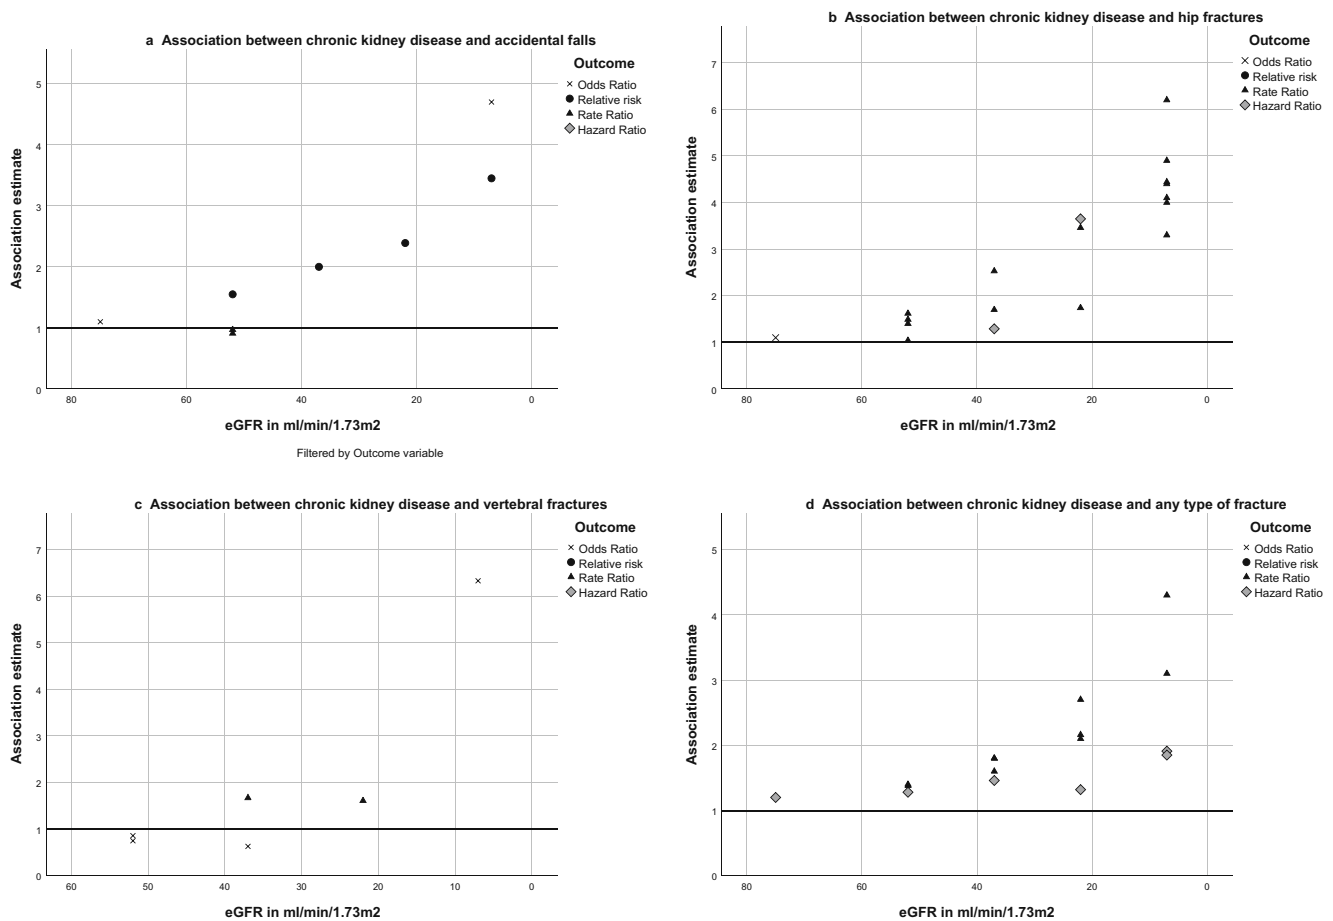 a Association between chronic kidney disease and accidental falls
Outcome
Odds Ratio
Relative risk
Rate Ratio
Hazard Ratio
Association estimate
5
4
3
2
1
0
80 60 40 20 0
eGFR in ml/min/1.73m2
Filtered by Outcome variable
b Association between chronic kidney disease and hip fractures
Outcome
Odds Ratio
Relative risk
Rate Ratio
Hazard Ratio
Association estimate
7
6
5
4
3
2
1
0
80 60 40 20 0
eGFR in ml/min/1.73m2
c Association between chronic kidney disease and vertebral fractures
Outcome
Odds Ratio
Relative risk
Rate Ratio
Hazard Ratio
Association estimate
7
6
5
4
3
2
1
0
60 50 40 30 20 10 0
eGFR in ml/min/1.73m2
d Association between chronic kidney disease and any type of fracture
Outcome
Odds Ratio
Relative risk
Rate Ratio
Hazard Ratio
Association estimate
5
4
3
2
1
0
80 60 40 20 0
eGFR in ml/min/1.73m2